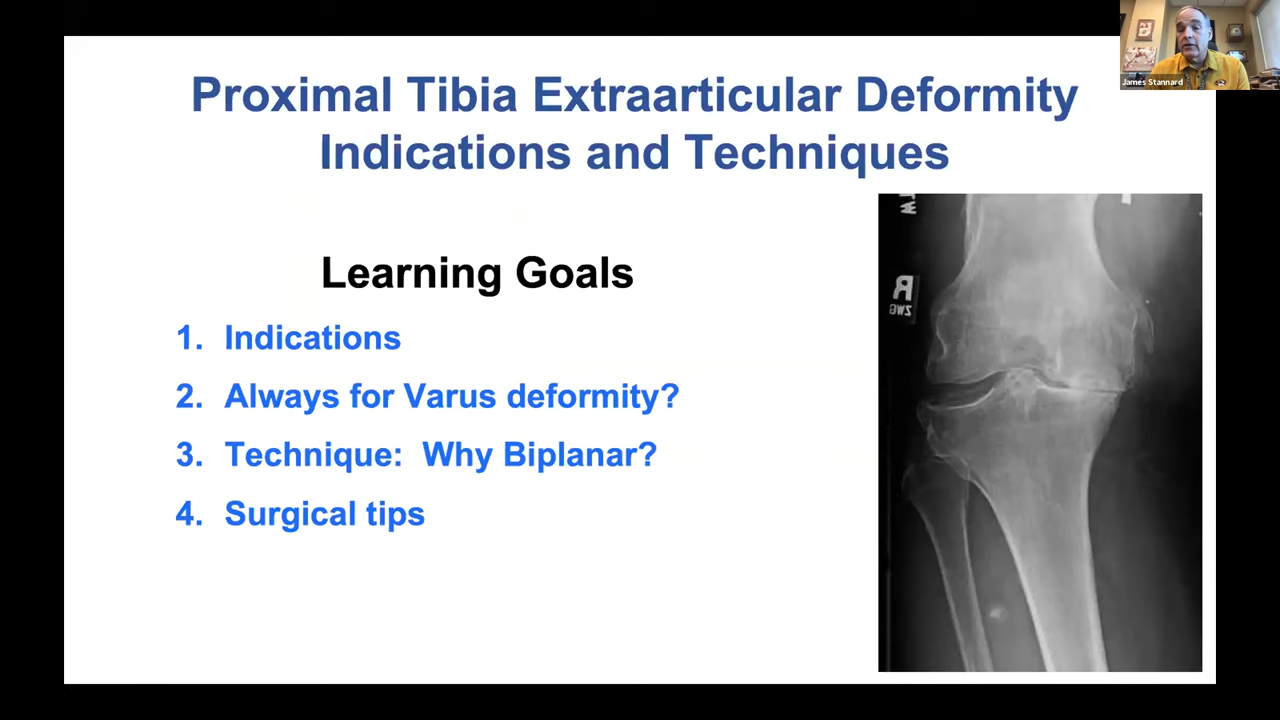 James Stannard
Proximal Tibia Extraarticular Deformity
Indications and Techniques
Learning Goals
1. Indications
2. Always for Varus deformity?
3. Technique: Why Biplanar?
4. Surgical tips
R
ZWG